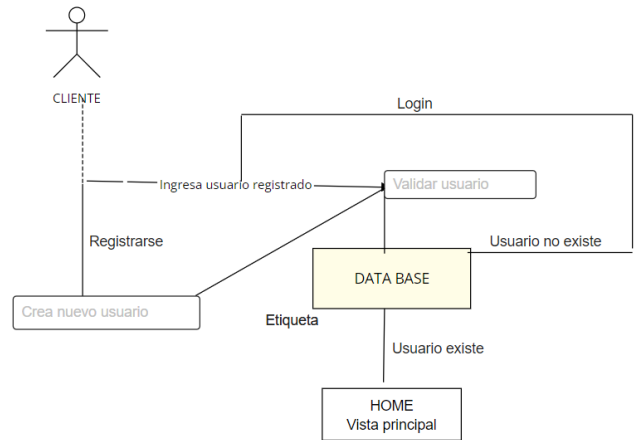 CLIENTE
Login
Ingresa usuario registrado
Validar usuario
Registrarse
Usuario no existe
DATA BASE
Crea nuevo usuario
Etiqueta
Usuario existe
HOME
Vista principal